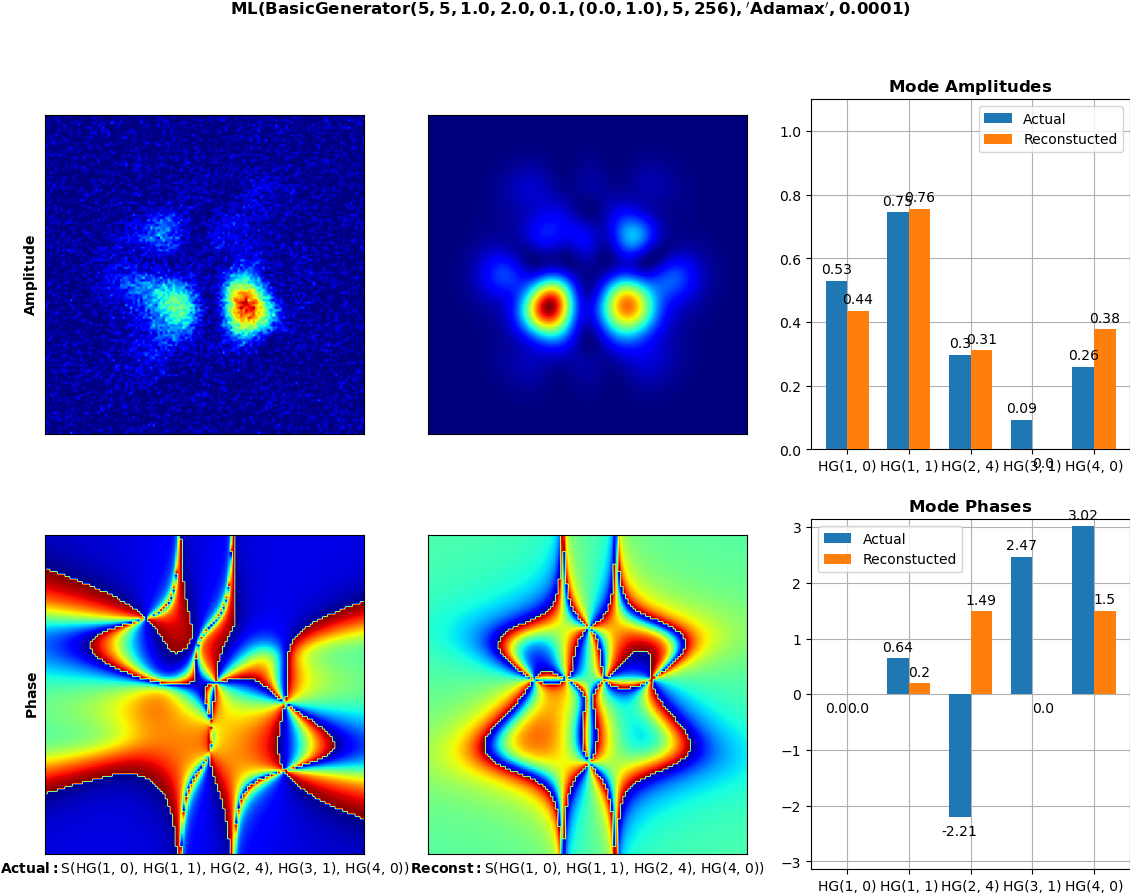 ML(BasicGenerator(5, 5, 1.0, 2.0, 0.1, (0.0, 1.0), 5, 256), ′Adamax′, 0.0001)
Amplitude
Mode Amplitudes
Actual
Reconstucted
1.0
0.8
0.6
0.4
0.2
0.0
0.53
0.44
0.75
0.76
0.3
0.31
0.09
0.0
0.26
0.38
HG(1, 0) HG(1, 1) HG(2, 4) HG(3, 1) HG(4, 0)
Phase
Mode Phases
Actual
Reconstucted
3
2
1
0
−1
−2
−3
0.0
0.0
0.64
0.2
-2.21
1.49
2.47
0.0
3.02
1.5
HG(1, 0) HG(1, 1) HG(2, 4) HG(3, 1) HG(4, 0)
Actual: S(HG(1, 0), HG(1, 1), HG(2, 4), HG(3, 1), HG(4, 0))
Reconst: S(HG(1, 0), HG(1, 1), HG(2, 4), HG(4, 0))